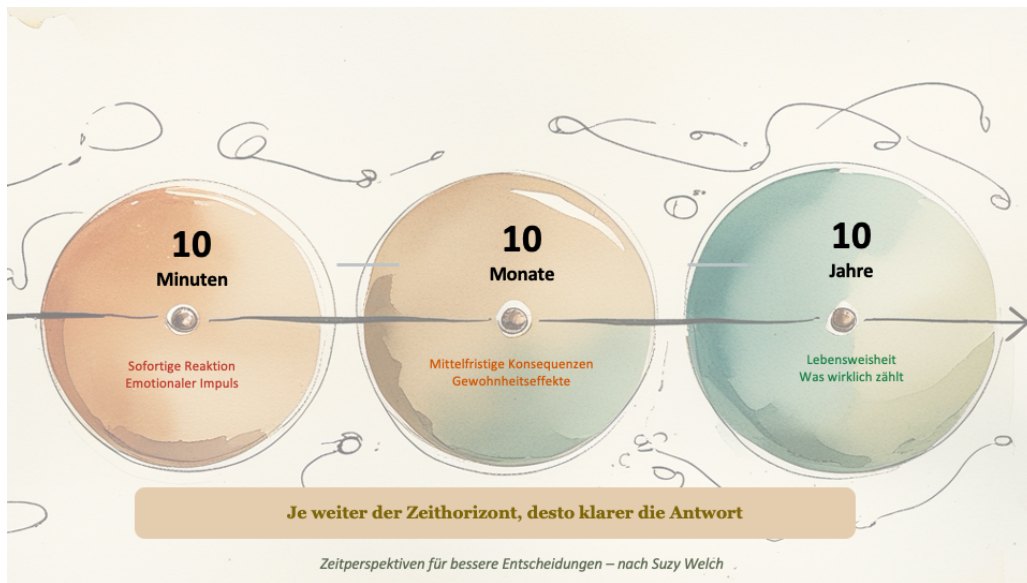 10
Minuten
Sofortige Reaktion
Emotionaler Impuls
10
Monate
Mittelfristige Konsequenzen
Gewohnheitseffekte
10
Jahre
Lebensweisheit
Was wirklich zählt
Je weiter der Zeithorizont, desto klarer die Antwort
Zeitperspektiven für bessere Entscheidungen – nach Suzy Welch